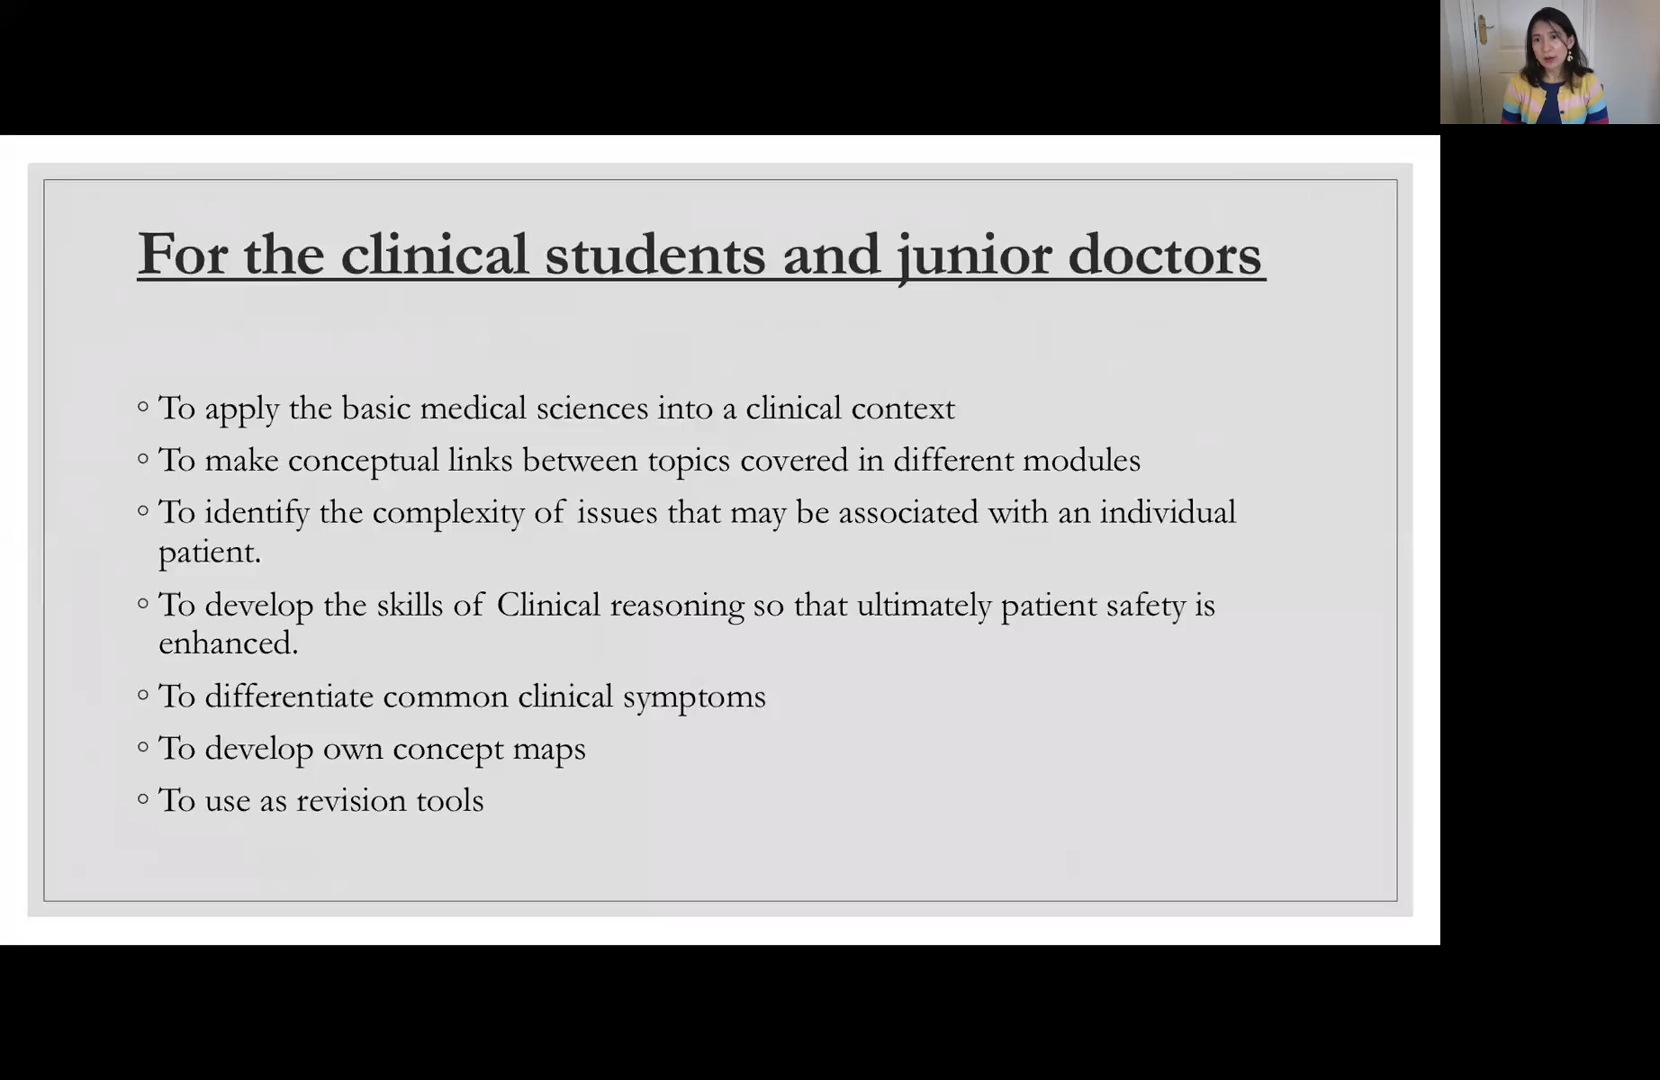 For the clinical students and junior doctors
◦ To apply the basic medical sciences into a clinical context
◦ To make conceptual links between topics covered in different modules
◦ To identify the complexity of issues that may be associated with an individual
patient.
◦ To develop the skills of Clinical reasoning so that ultimately patient safety is
enhanced.
◦ To differentiate common clinical symptoms
◦ To develop own concept maps
◦ To use as revision tools